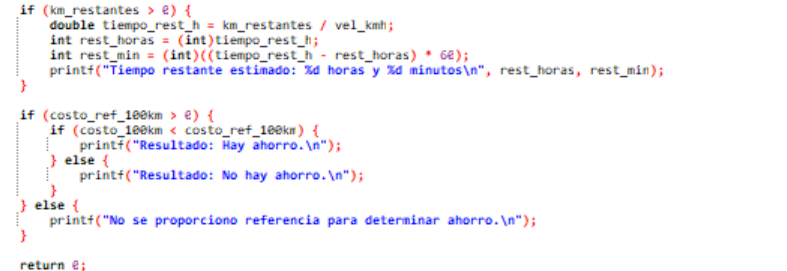 if (km_restantes > 0) {
    double tiempo_rest_h = km_restantes / vel_kmh;
    int rest_horas = (int)tiempo_rest_h;
    int rest_min = (int)((tiempo_rest_h - rest_horas) * 60);
    printf("Tiempo restante estimado: %d horas y %d minutos\n", rest_horas, rest_min);
}

if (costo_ref_100km > 0) {
    if (costo_100km < costo_ref_100km) {
        printf("Resultado: Hay ahorro.\n");
    } else {
        printf("Resultado: No hay ahorro.\n");
    }
} else {
    printf("No se proporciono referencia para determinar ahorro.\n");
}

return 0;